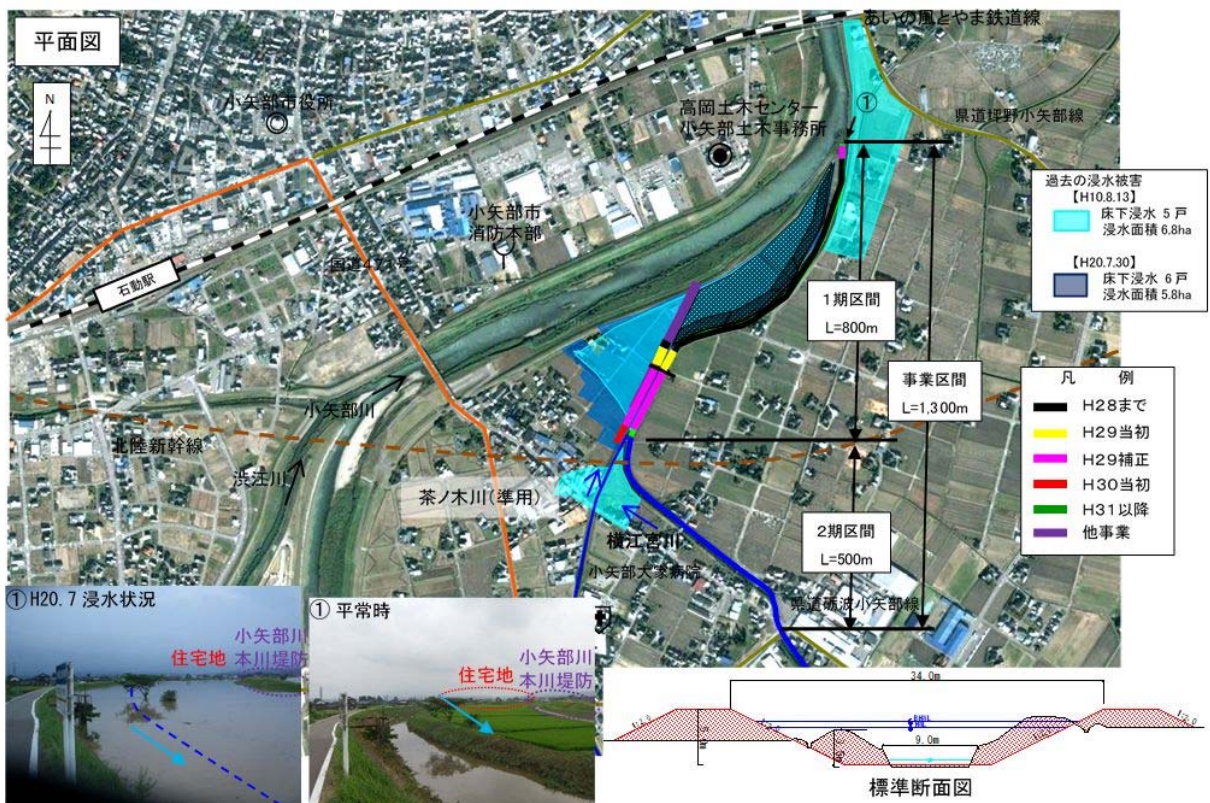 平面図
N
あいの風とやま鉄道線
小矢部市役所
高岡土木センター
小矢部土木事務所
①
県道坪野小矢部線
過去の浸水被害
【H10.8.13】
床下浸水 5戸
浸水面積 6.8ha
【H20.7.30】
床下浸水 6戸
浸水面積 5.8ha
小矢部市
消防本部
国道471号
石動駅
1期区間
L=800m
事業区間
L=1,300m
凡 例
H28まで
H29当初
H29補正
H30当初
H31以降
他事業
小矢部川
北陸新幹線
渋江川
茶ノ木川(準用)
横江宮川
小矢部大家病院
2期区間
L=500m
県道砺波小矢部線
① H20.7 浸水状況
小矢部川
本川堤防
住宅地
① 平常時
小矢部川
本川堤防
住宅地
34.0m
1:2.0
1:2.0
HWL
5.0m
9.0m
標準断面図